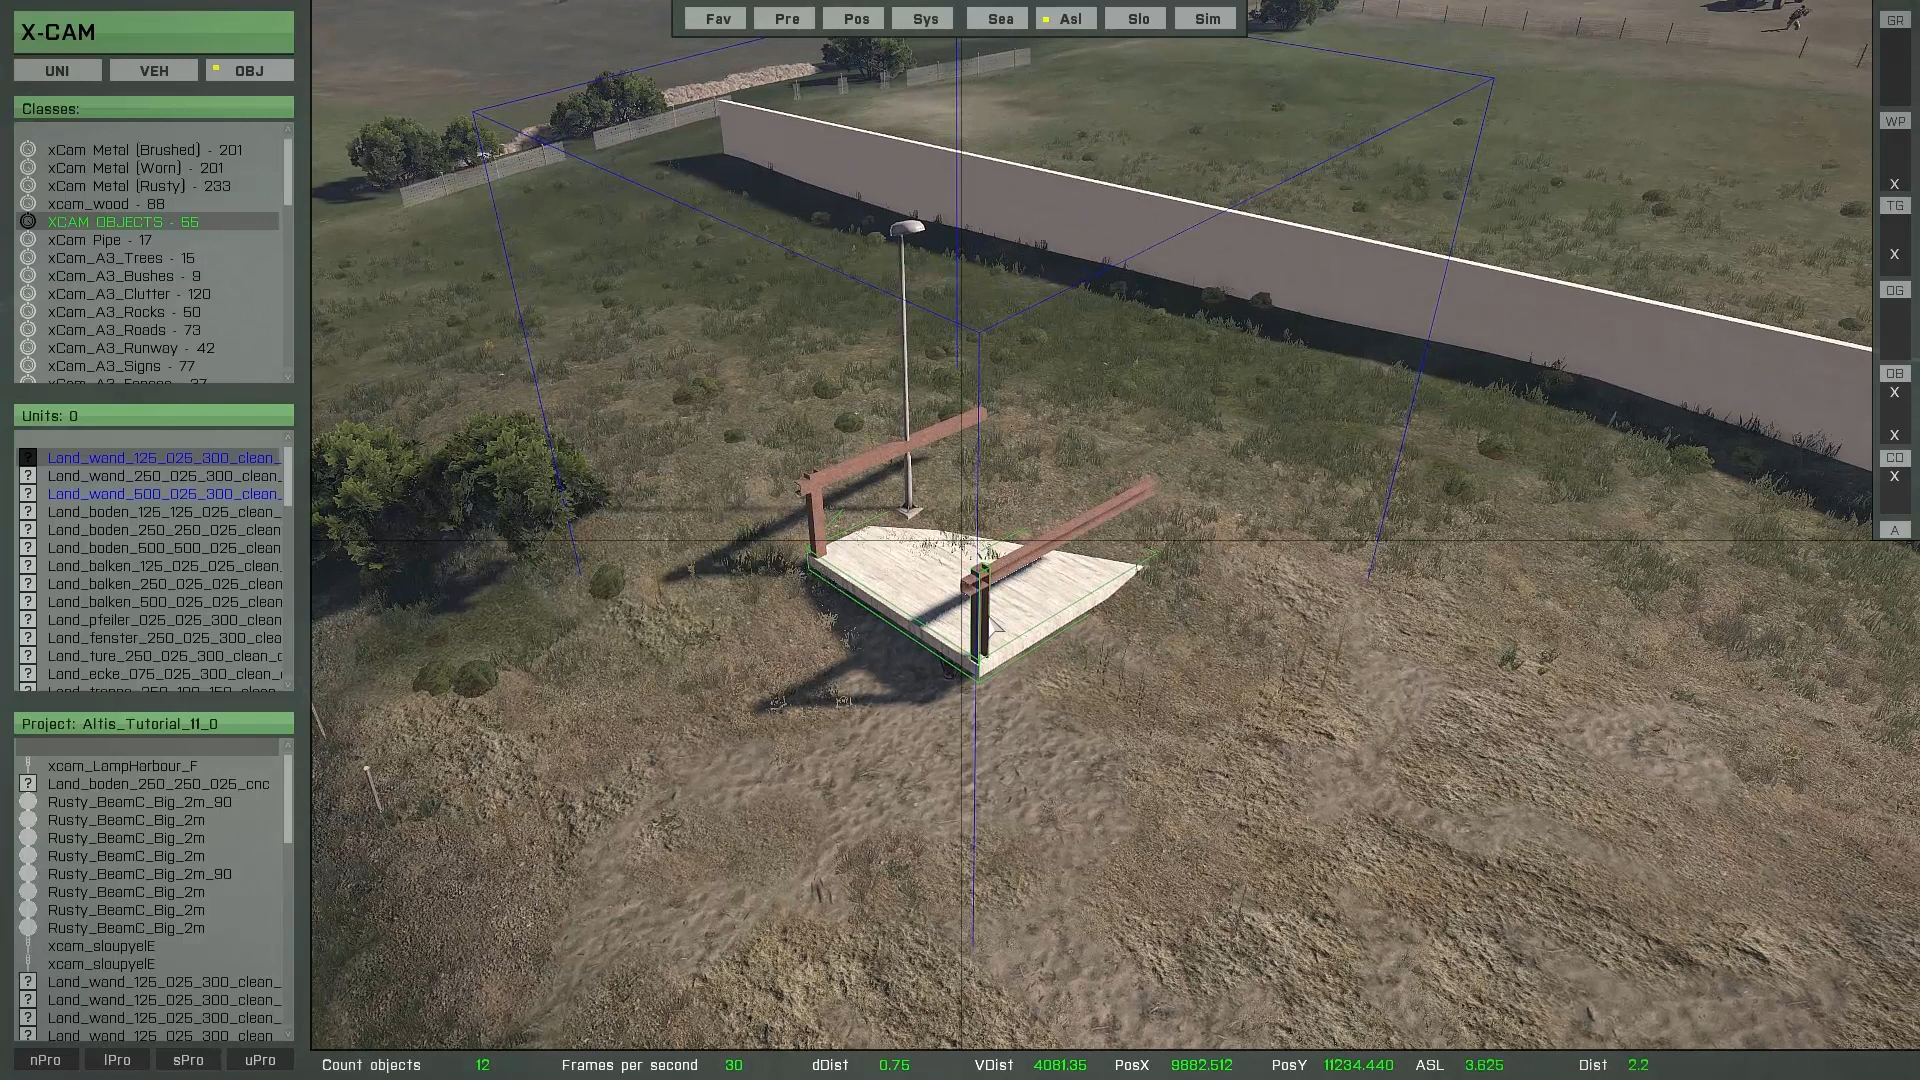 X-CAM
UNI VEH OBJ
Classes:
xCam Metal (Brushed) - 201
xCam Metal (Worn) - 201
xCam Metal (Rusty) - 233
xcam_wood - 88
XCAM OBJECTS - 55
xCam Pipe - 17
xCam_A3_Trees - 15
xCam_A3_Bushes - 9
xCam_A3_Clutter - 120
xCam_A3_Rocks - 50
xCam_A3_Roads - 73
xCam_A3_Runway - 42
xCam_A3_Signs - 77
xCam_A3_Fences - 37
Units: 0
Land_wand_125_025_300_clean_
Land_wand_250_025_300_clean_
Land_wand_500_025_300_clean_
Land_boden_125_125_025_clean
Land_boden_250_250_025_clean
Land_boden_500_500_025_clean
Land_balken_125_025_025_clean
Land_balken_250_025_025_clean
Land_balken_500_025_025_clean
Land_pfeiler_025_025_300_clean
Land_fenster_250_025_300_clea
Land_ture_250_025_300_clean_c
Land_ecke_075_025_300_clean_
Land_treppe_250_100_150_clean
Project: Altis_Tutorial_11_0
xcam_LampHarbour_F
Land_boden_250_250_025_cnc
Rusty_BeamC_Big_2m_90
Rusty_BeamC_Big_2m
Rusty_BeamC_Big_2m
Rusty_BeamC_Big_2m
Rusty_BeamC_Big_2m_90
Rusty_BeamC_Big_2m
Rusty_BeamC_Big_2m
Rusty_BeamC_Big_2m
xcam_sloupyelE
xcam_sloupyelE
Land_wand_125_025_300_clean_
Land_wand_125_025_300_clean_
Land_wand_125_025_300_clean_
Land_wand_125_025_300_clean
nPro lPro sPro uPro
Fav Pre Pos Sys Sea Asl Slo Sim
GR
WP
X
TG
X
OG
OB
X
X
CO
X
A
Count objects 12 Frames per second 30 dDist 0.75 VDist 4081.35 PosX 9882.512 PosY 11234.440 ASL 3.625 Dist 2.2